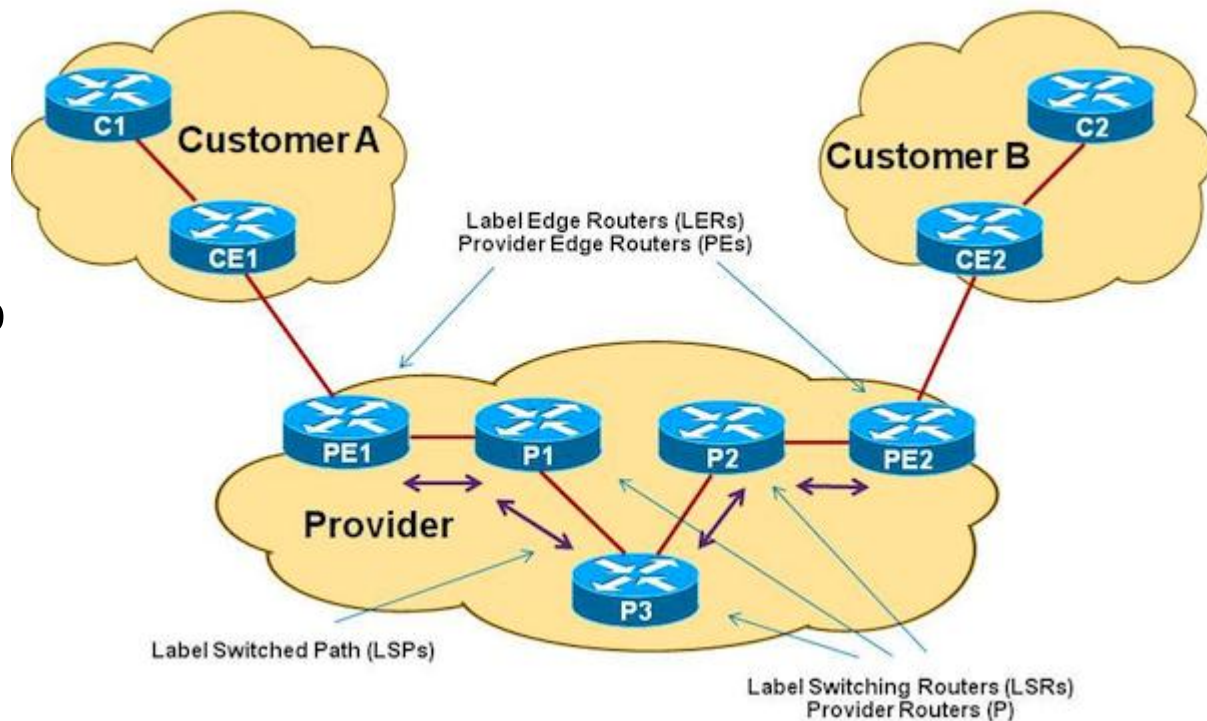 C1
Customer A
CE1
C2
Customer B
CE2
Label Edge Routers (LERs)
Provider Edge Routers (PEs)
PE1
P1
P2
PE2
Provider
P3
Label Switched Path (LSPs)
Label Switching Routers (LSRs)
Provider Routers (P)